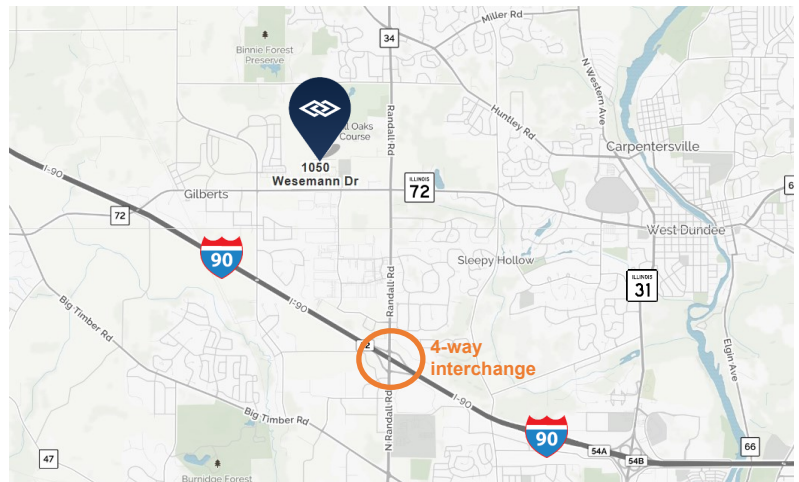 Miller Rd
34
Binnie Forest
Preserve
Randall Rd
N Western Ave
Huntley Rd
Oaks
Course
Carpentersville
1050
Wesemann Dr
I-90
ILLINOIS
72
Gilberts
72
West Dundee
90
Sleepy Hollow
Randall Rd
ILLINOIS
31
I-90
Big Timber Rd
4-way
interchange
Elgin Ave
I-90
N Randall Rd
Big Timber Rd
90
66
54A
54B
47
Burnidge Forest